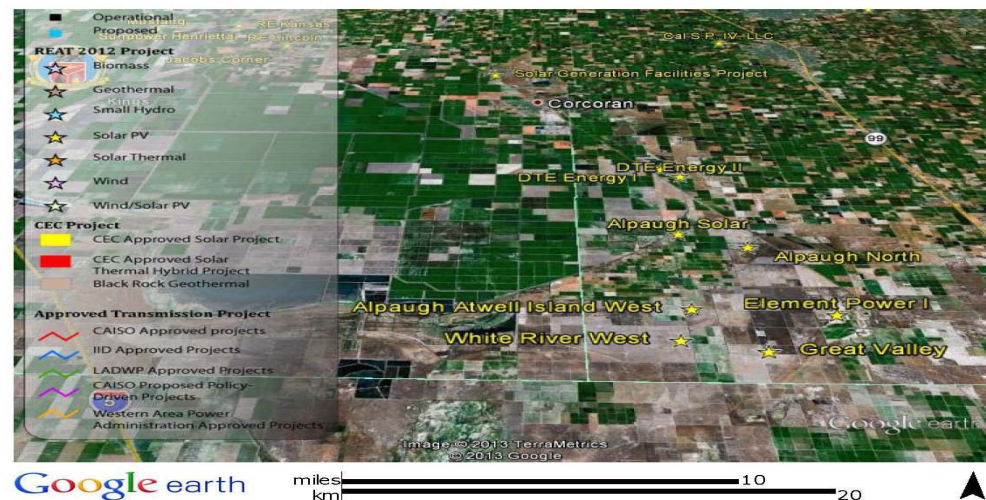 Operational
Proposed
REAT 2012 Project
Biomass
Geothermal
Kings
Small Hydro
Solar PV
Solar Thermal
Wind
Wind/Solar PV
CEC Project
CEC Approved Solar Project
CEC Approved Solar
Thermal Hybrid Project
Black Rock Geothermal
Approved Transmission Project
CAISO Approved projects
IID Approved Projects
LADWP Approved Projects
CAISO Proposed Policy-
Driven Projects
5
Western Area Power
Administration Approved Projects
Mustang
RE Kansas
Sunflower Henrietta
RE Lincoln
Jacobs Corner
Cal S.P. IV, LLC
Solar Generation Facilities Project
Corcoran
99
DTE Energy II
DTE Energy I
Alpaugh Solar
Alpaugh North
Alpaugh Atwell Island West
Element Power I
White River West
Great Valley
Google earth
Image © 2013 TerraMetrics
© 2013 Google
Google earth
miles 10
km 20